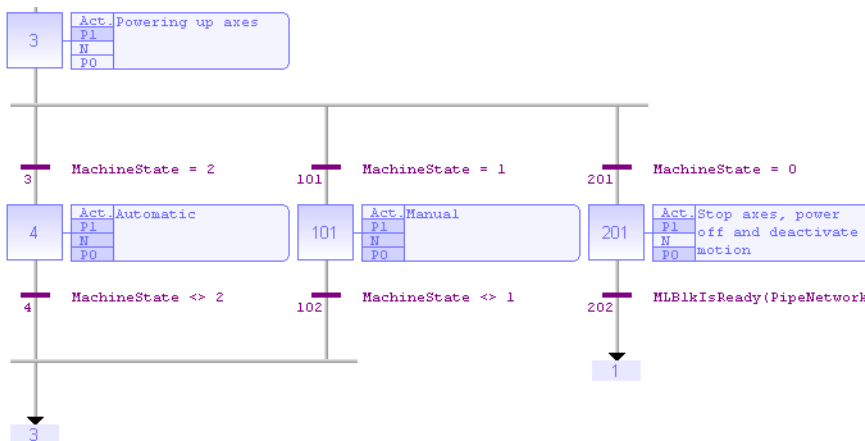 3
Act. Powering up axes
P1
N
P0
MachineState = 2
MachineState = 1
MachineState = 0
3
101
201
4
Act. Automatic
P1
N
P0
101
Act. Manual
P1
N
P0
201
Act. Stop axes, power
P1 off and deactivate
N motion
P0
MachineState <> 2
MachineState <> 1
MLBlkIsReady(PipeNetwork
4
102
202
1
3